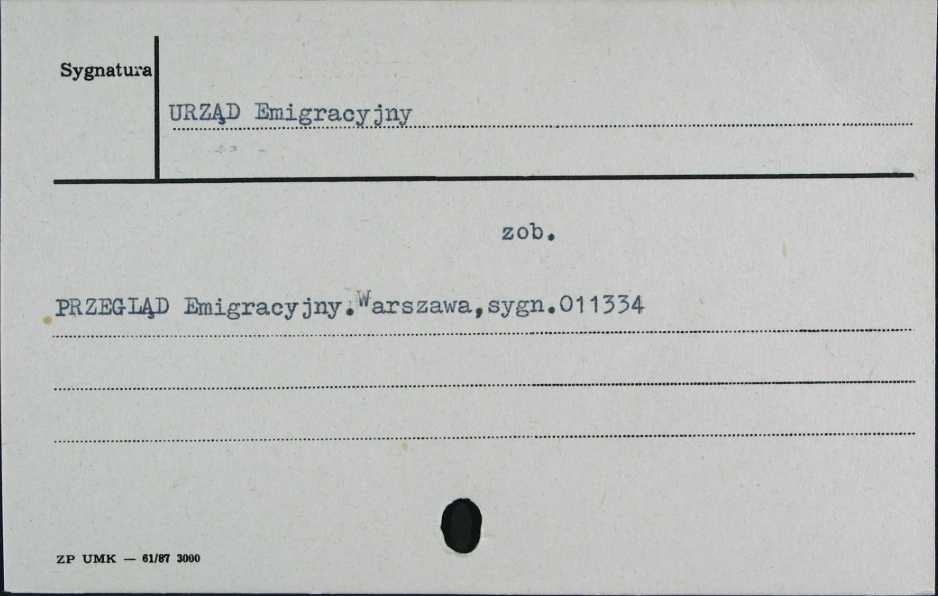 Sygnatura
URZĄD Emigracyjny
zob.
PRZEGLĄD Emigracyjny.Warszawa,sygn.011334
ZP UMK — 61/87 3000